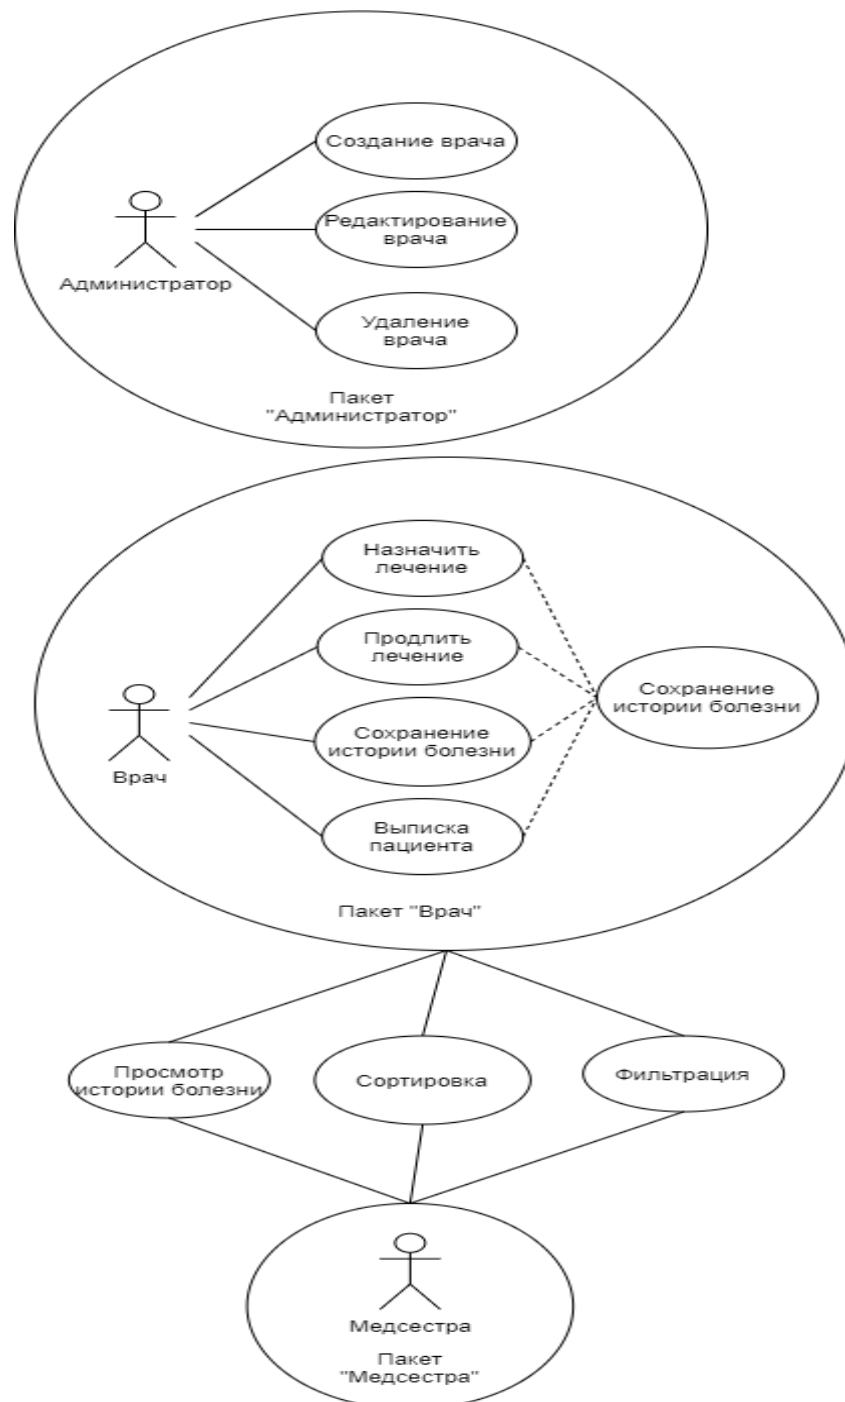 Создание врача
Редактирование
врача
Администратор
Удаление
врача
Пакет
"Администратор"
Назначить
лечение
Продлить
лечение
Сохранение
истории болезни
Сохранение
истории болезни
Врач
Выписка
пациента
Пакет "Врач"
Просмотр
истории болезни
Сортировка
Фильтрация
Медсестра
Пакет
"Медсестра"